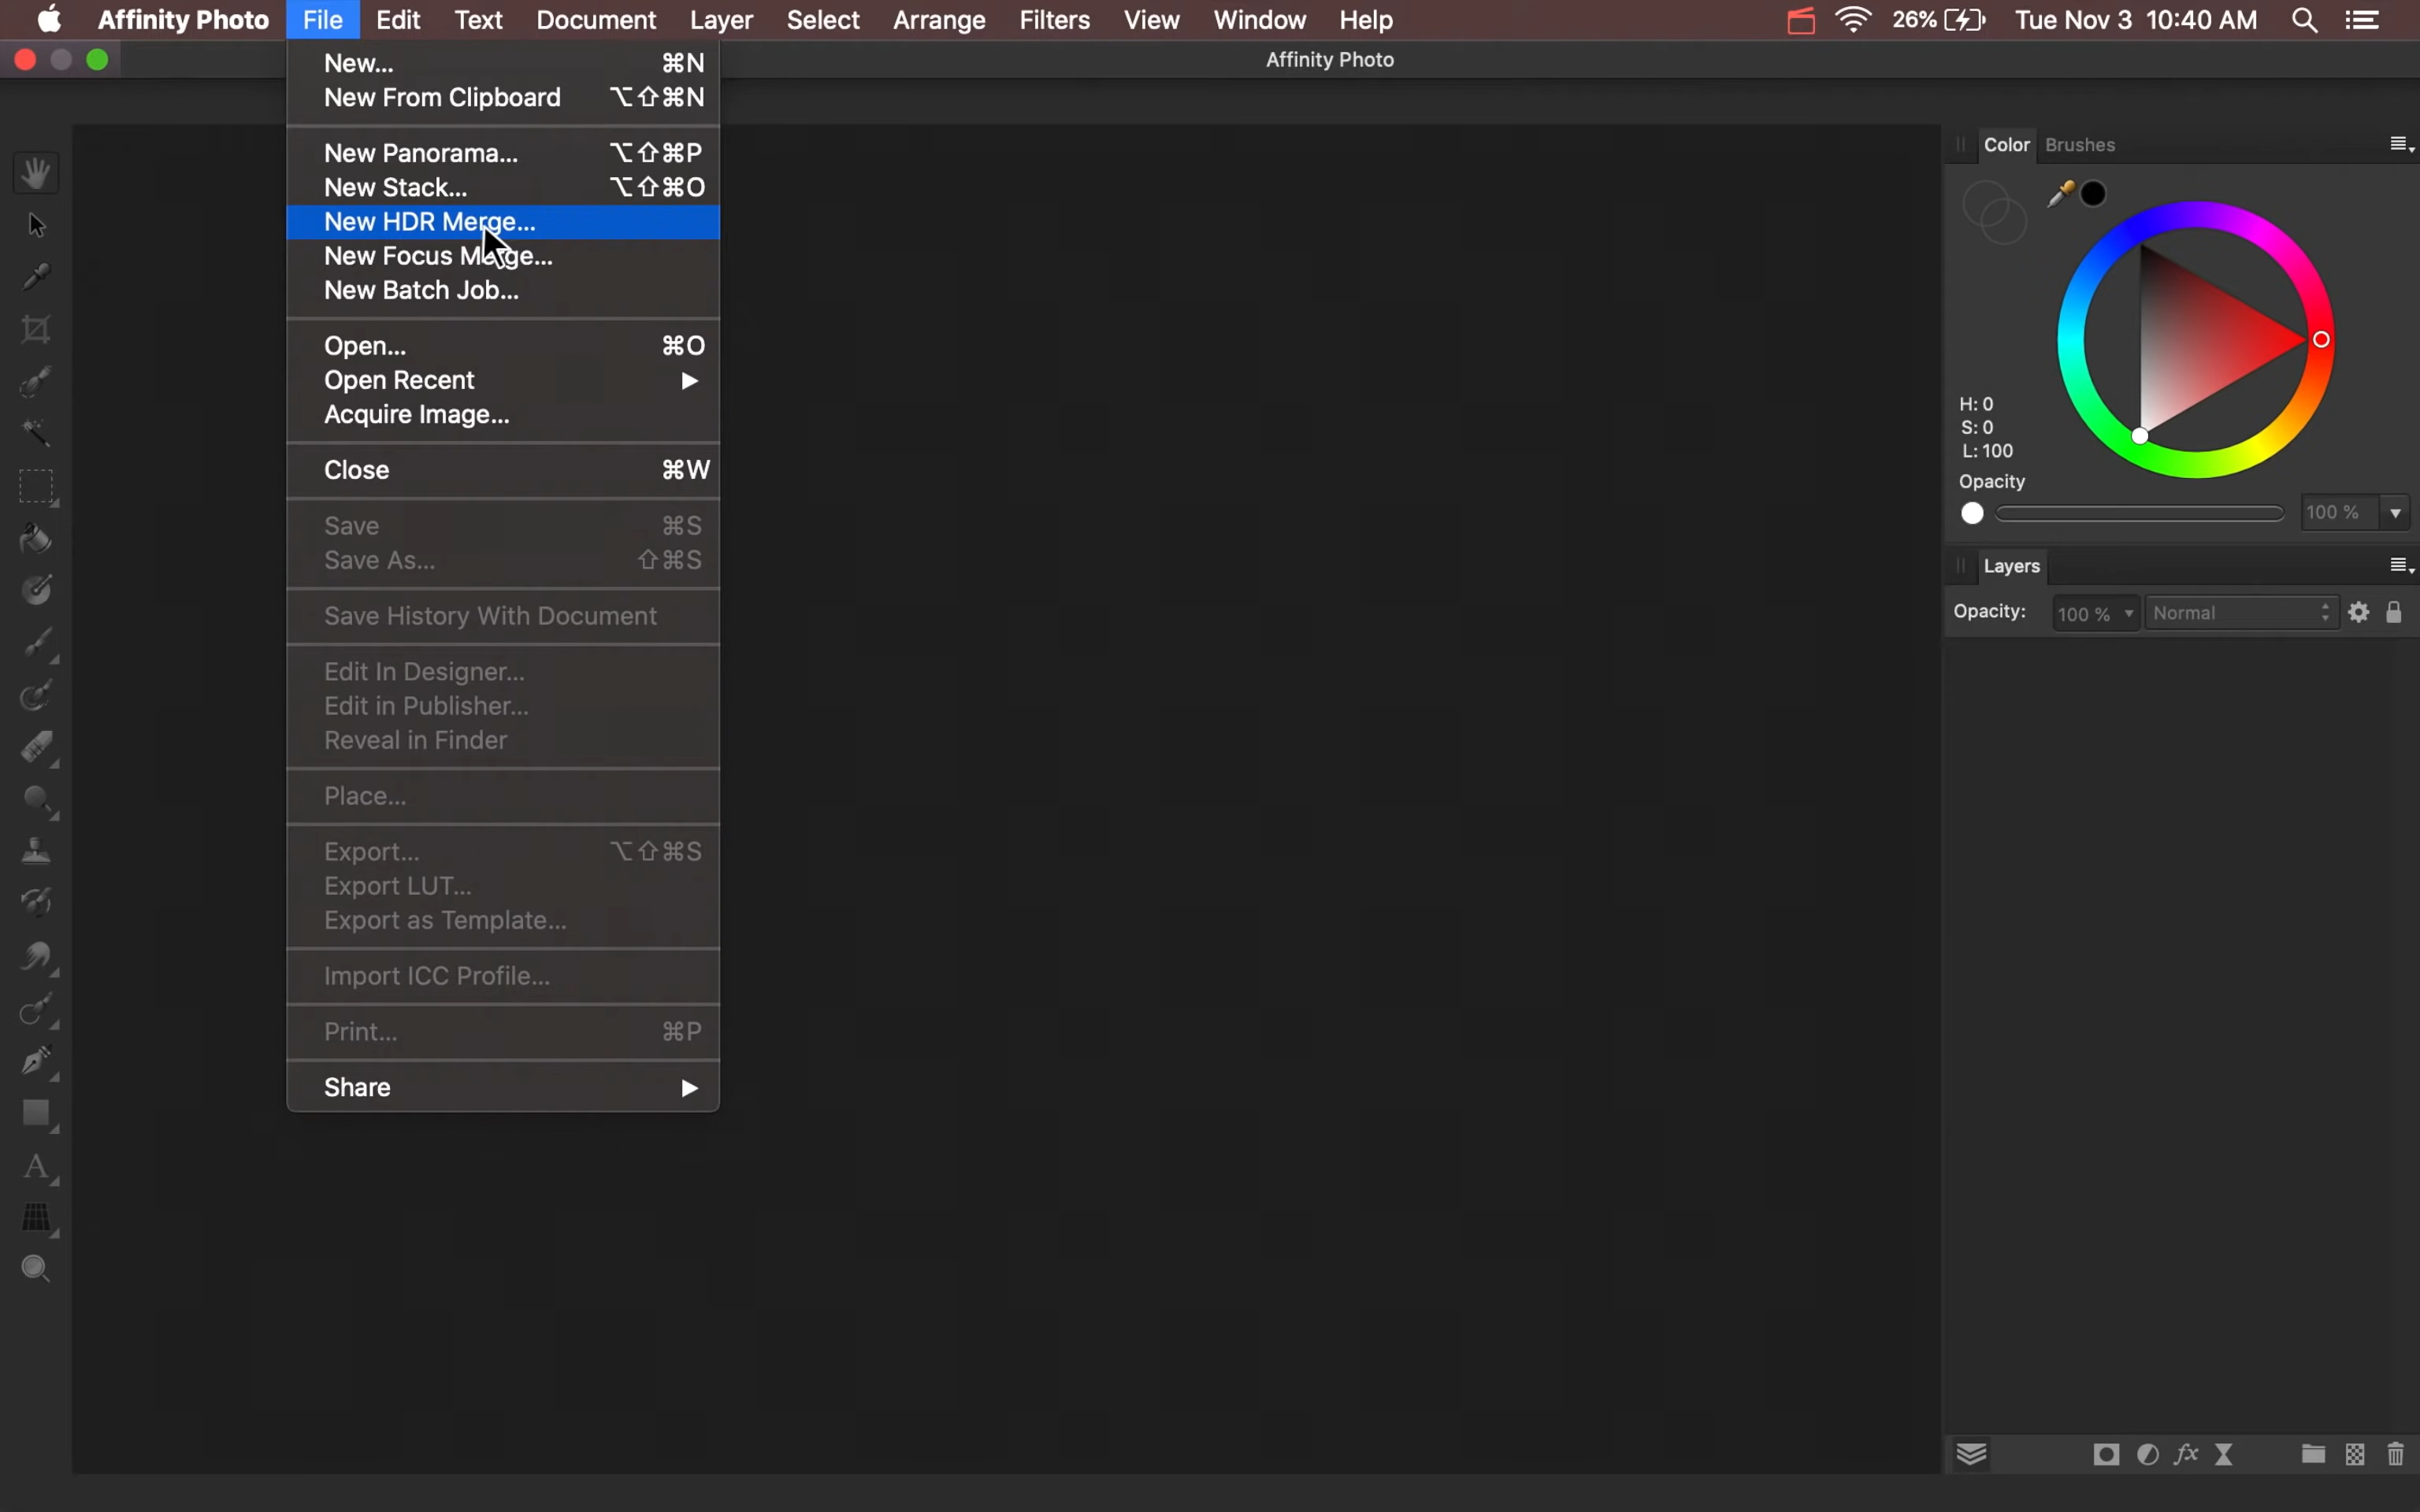 Affinity Photo File Edit Text Document Layer Select Arrange Filters View Window Help 26% Tue Nov 3 10:40 AM
Affinity Photo
New... ⌘N
New From Clipboard ⌥⇧⌘N
New Panorama... ⌥⇧⌘P
New Stack... ⌥⇧⌘O
New HDR Merge...
New Focus Merge...
New Batch Job...
Open... ⌘O
Open Recent ▶
Acquire Image...
Close ⌘W
Save ⌘S
Save As... ⇧⌘S
Save History With Document
Edit In Designer...
Edit in Publisher...
Reveal in Finder
Place...
Export... ⌥⇧⌘S
Export LUT...
Export as Template...
Import ICC Profile...
Print... ⌘P
Share ▶
Color Brushes
H: 0
S: 0
L: 100
Opacity
100 %
Layers
Opacity: 100 % Normal
fx